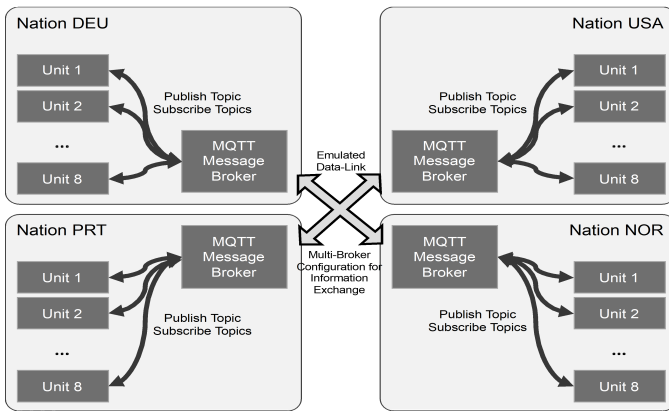 Nation DEU
Unit 1
Unit 2
...
Unit 8
Publish Topic
Subscribe Topics
MQTT
Message
Broker
Nation USA
Unit 1
Unit 2
...
Unit 8
Publish Topic
Subscribe Topics
MQTT
Message
Broker
Emulated
Data-Link
Multi-Broker
Configuration for
Information
Exchange
Nation PRT
MQTT
Message
Broker
Unit 1
Unit 2
...
Unit 8
Publish Topic
Subscribe Topics
Nation NOR
MQTT
Message
Broker
Unit 1
Unit 2
...
Unit 8
Publish Topic
Subscribe Topics